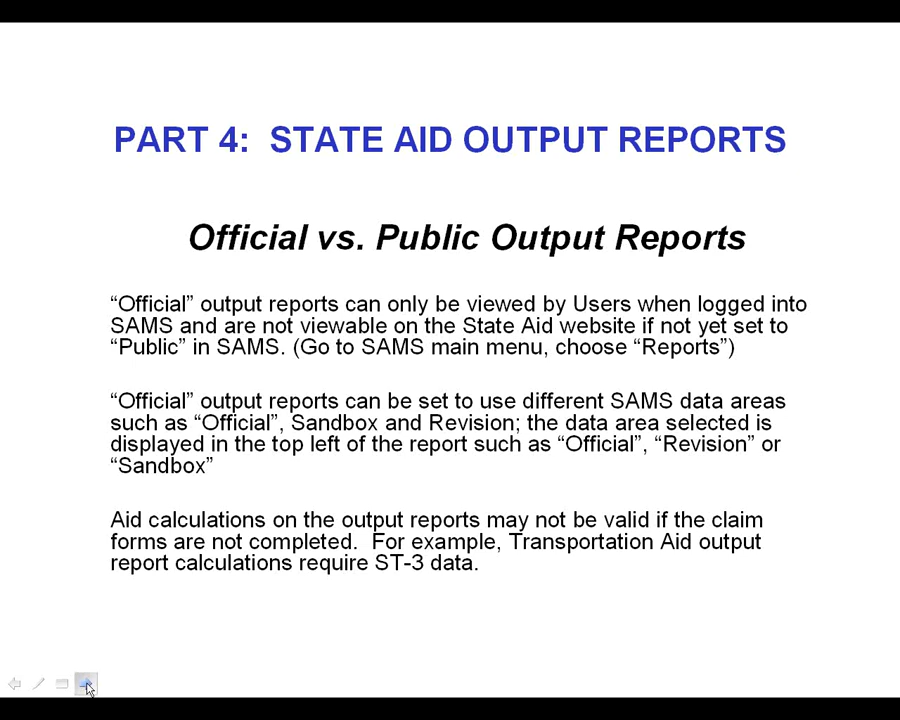 PART 4:  STATE AID OUTPUT REPORTS
Official vs. Public Output Reports
“Official” output reports can only be viewed by Users when logged into
SAMS and are not viewable on the State Aid website if not yet set to
“Public” in SAMS. (Go to SAMS main menu, choose “Reports”)
“Official” output reports can be set to use different SAMS data areas
such as “Official”, Sandbox and Revision; the data area selected is
displayed in the top left of the report such as “Official”, “Revision” or
“Sandbox”
Aid calculations on the output reports may not be valid if the claim
forms are not completed.  For example, Transportation Aid output
report calculations require ST-3 data.